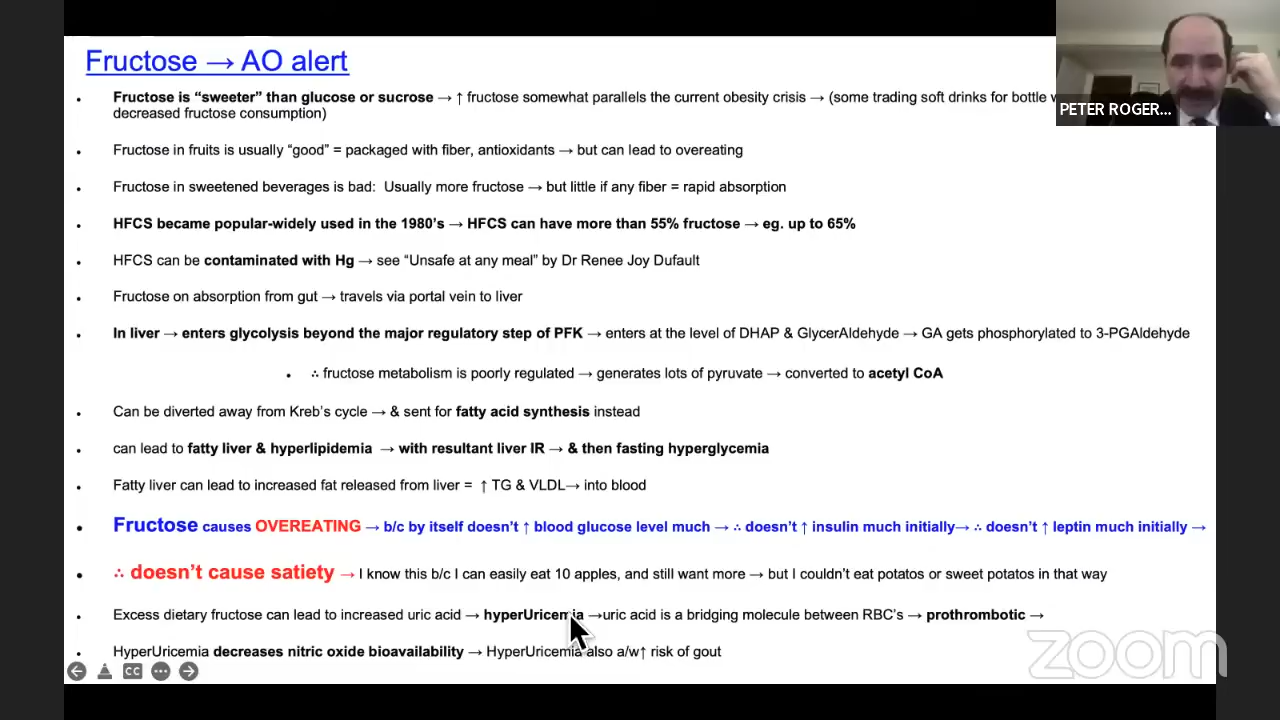 Fructose → AO alert
• Fructose is “sweeter” than glucose or sucrose → ↑ fructose somewhat parallels the current obesity crisis → (some trading soft drinks for bottle
decreased fructose consumption)
• Fructose in fruits is usually “good” = packaged with fiber, antioxidants → but can lead to overeating
• Fructose in sweetened beverages is bad: Usually more fructose → but little if any fiber = rapid absorption
• HFCS became popular-widely used in the 1980’s → HFCS can have more than 55% fructose → eg. up to 65%
• HFCS can be contaminated with Hg → see “Unsafe at any meal” by Dr Renee Joy Dufault
• Fructose on absorption from gut → travels via portal vein to liver
• In liver → enters glycolysis beyond the major regulatory step of PFK → enters at the level of DHAP & GlycerAldehyde → GA gets phosphorylated to 3-PGAldehyde
• ∴ fructose metabolism is poorly regulated → generates lots of pyruvate → converted to acetyl CoA
• Can be diverted away from Kreb’s cycle → & sent for fatty acid synthesis instead
• can lead to fatty liver & hyperlipidemia → with resultant liver IR → & then fasting hyperglycemia
• Fatty liver can lead to increased fat released from liver = ↑ TG & VLDL→ into blood
• Fructose causes OVEREATING → b/c by itself doesn’t ↑ blood glucose level much → ∴ doesn’t ↑ insulin much initially→ ∴ doesn’t ↑ leptin much initially →
• ∴ doesn’t cause satiety → I know this b/c I can easily eat 10 apples, and still want more → but I couldn’t eat potatos or sweet potatos in that way
• Excess dietary fructose can lead to increased uric acid → hyperUricemia →uric acid is a bridging molecule between RBC’s → prothrombotic →
• HyperUricemia decreases nitric oxide bioavailability → HyperUricemia also a/w↑ risk of gout
PETER ROGER...
CC
zoom